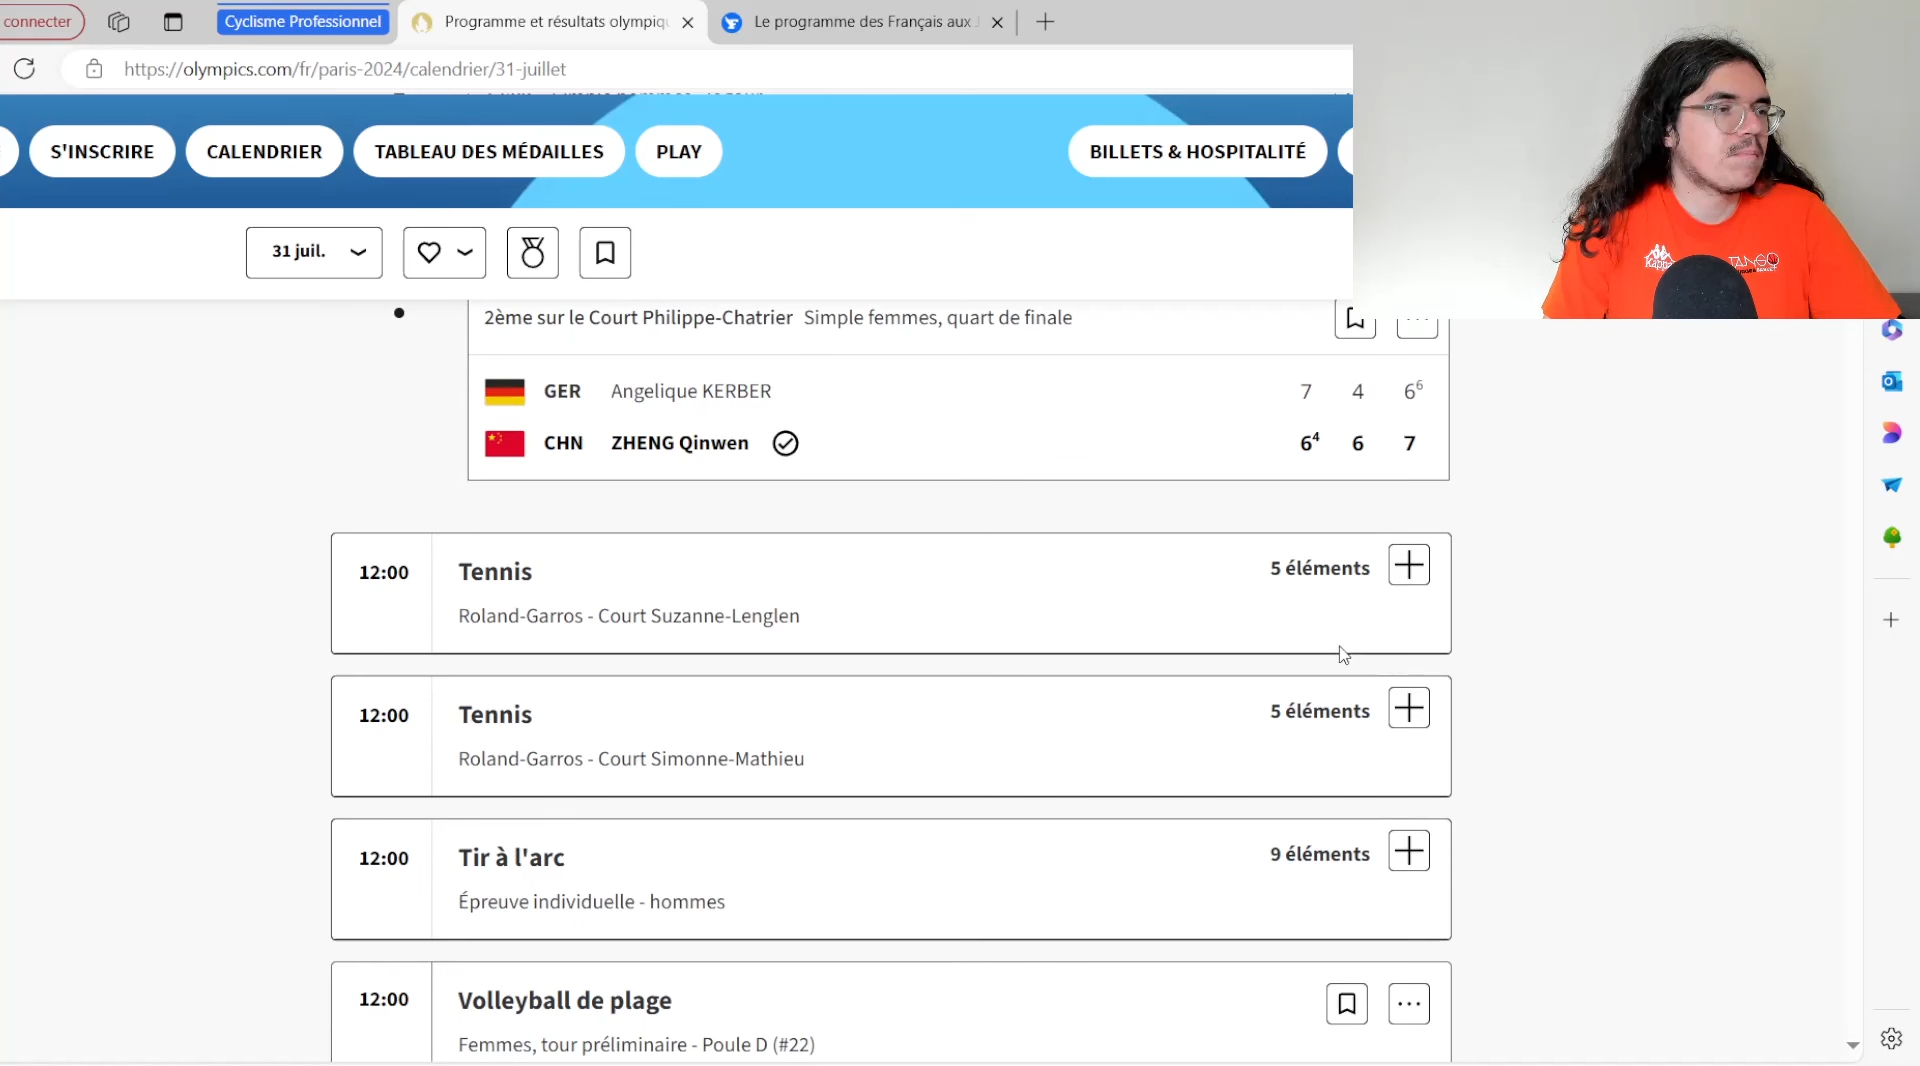 connecter
Cyclisme Professionnel
Programme et résultats olympiq
Le programme des Français aux J
https://olympics.com/fr/paris-2024/calendrier/31-juillet
S'INSCRIRE
CALENDRIER
TABLEAU DES MÉDAILLES
PLAY
BILLETS & HOSPITALITÉ
31 juil.
Kappa
TANGO
2ème sur le Court Philippe-Chatrier Simple femmes, quart de finale
GER Angelique KERBER 7 4 6⁶
CHN ZHENG Qinwen 6⁴ 6 7
12:00 Tennis 5 éléments
Roland-Garros - Court Suzanne-Lenglen
12:00 Tennis 5 éléments
Roland-Garros - Court Simonne-Mathieu
12:00 Tir à l'arc 9 éléments
Épreuve individuelle - hommes
12:00 Volleyball de plage
Femmes, tour préliminaire - Poule D (#22)